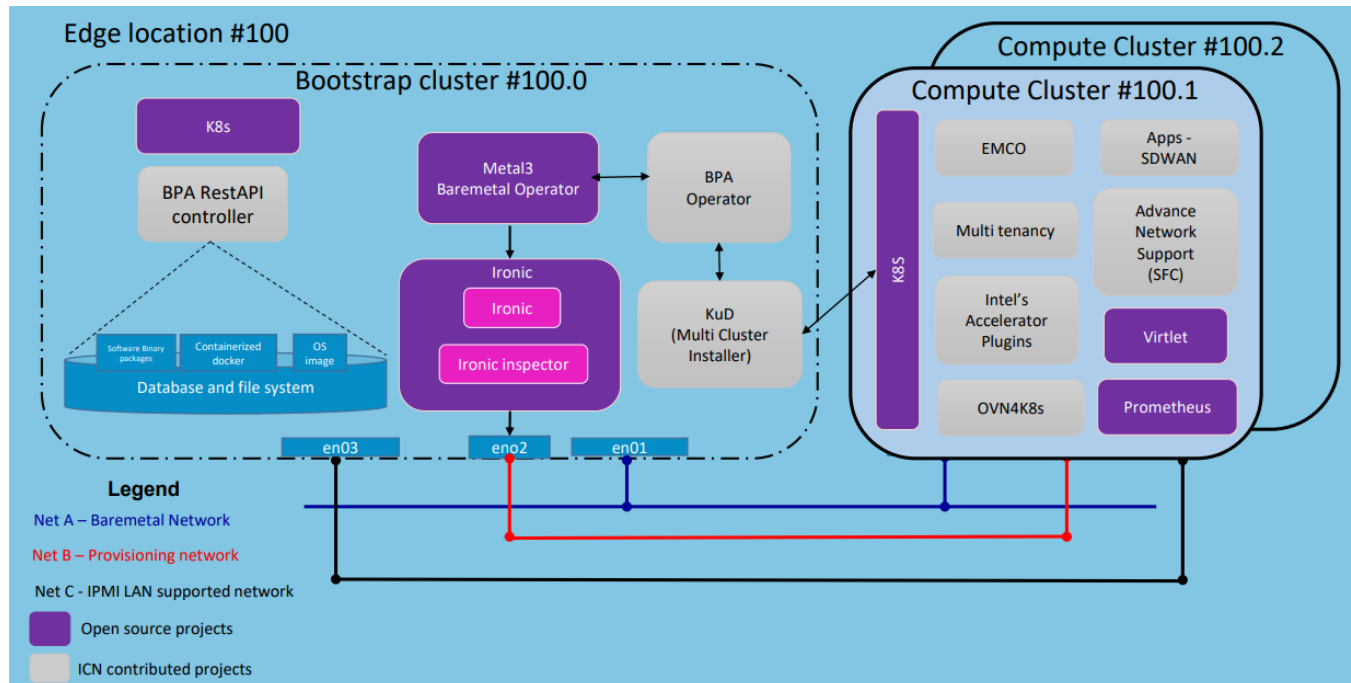 Edge location #100
Bootstrap cluster #100.0
K8s
BPA RestAPI
controller
Software Binary
packages
Containerized
docker
OS
image
Database and file system
Metal3
Baremetal Operator
BPA
Operator
Ironic
Ironic
Ironic inspector
KuD
(Multi Cluster
Installer)
en03
eno2
en01
Compute Cluster #100.2
Compute Cluster #100.1
K8S
EMCO
Apps -
SDWAN
Multi tenancy
Advance
Network
Support
(SFC)
Intel’s
Accelerator
Plugins
Virtlet
OVN4K8s
Prometheus
Legend
Net A – Baremetal Network
Net B – Provisioning network
Net C - IPMI LAN supported network
Open source projects
ICN contributed projects